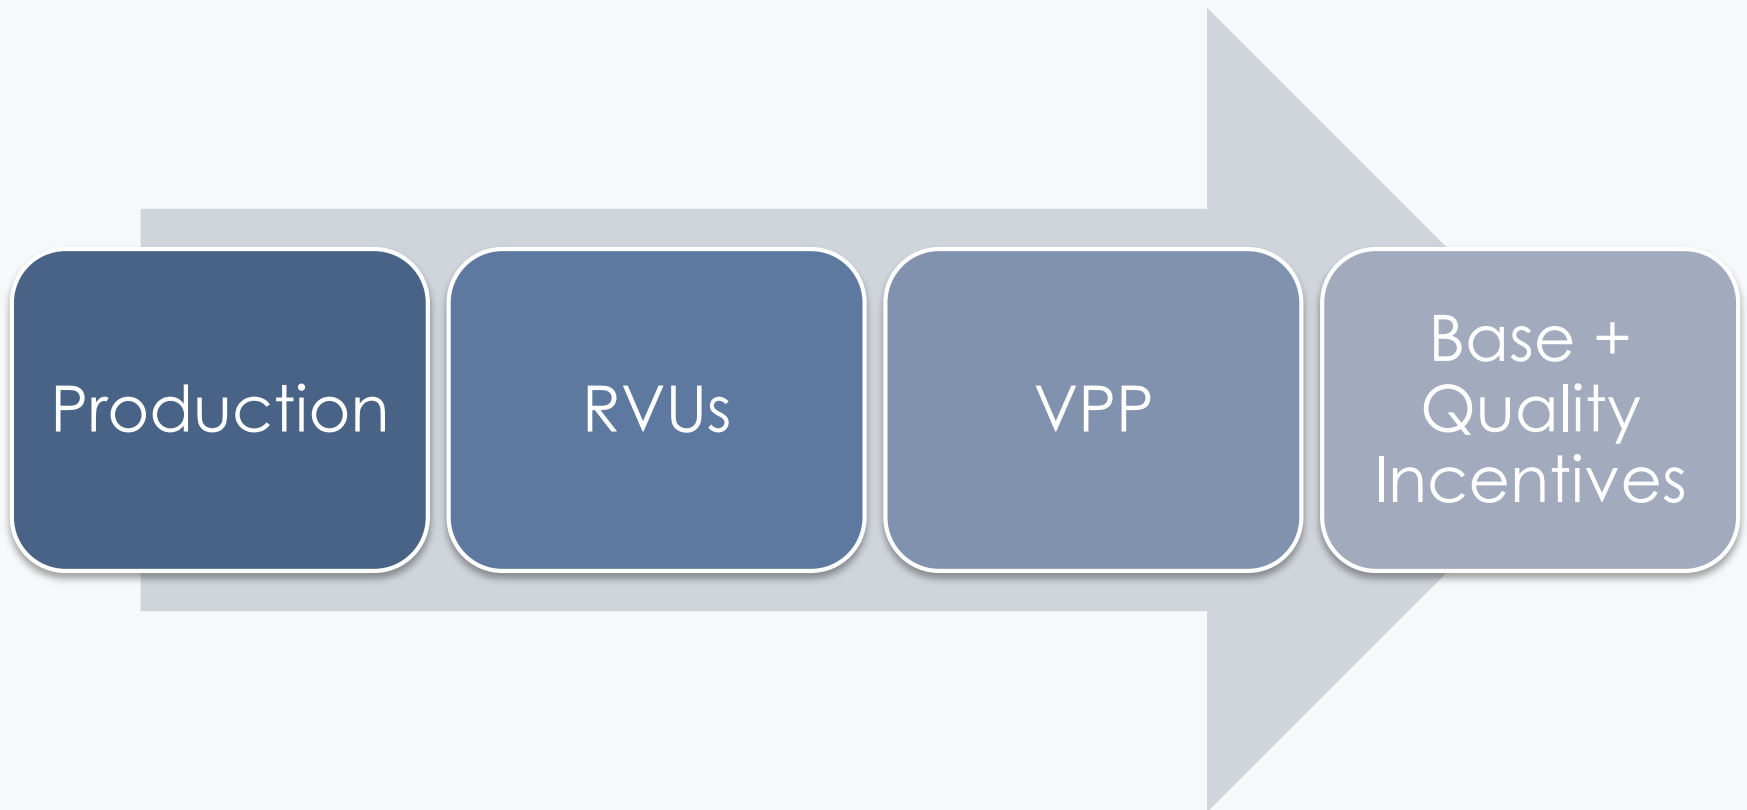 Production
RVUs
VPP
Base +
Quality
Incentives